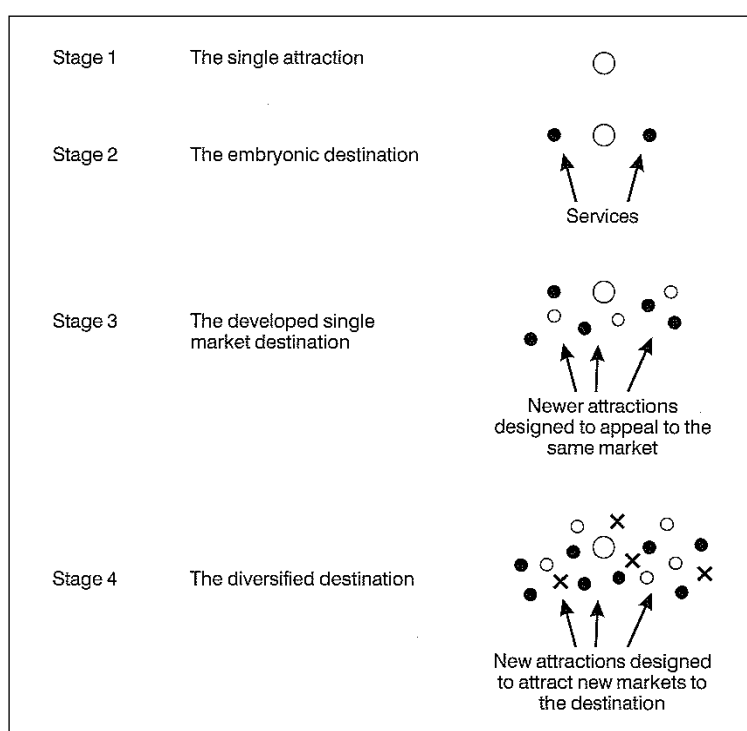 Stage 1 The single attraction
Stage 2 The embryonic destination
Services
Stage 3 The developed single
market destination
Newer attractions
designed to appeal to the
same market
Stage 4 The diversified destination
New attractions designed
to attract new markets to
the destination